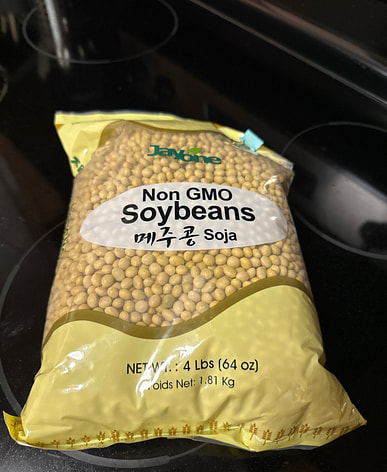 Jayone
Non GMO
Soybeans
메주콩 Soja
NET WT. : 4 Lbs (64 oz)
Poids Net: 1.81 Kg